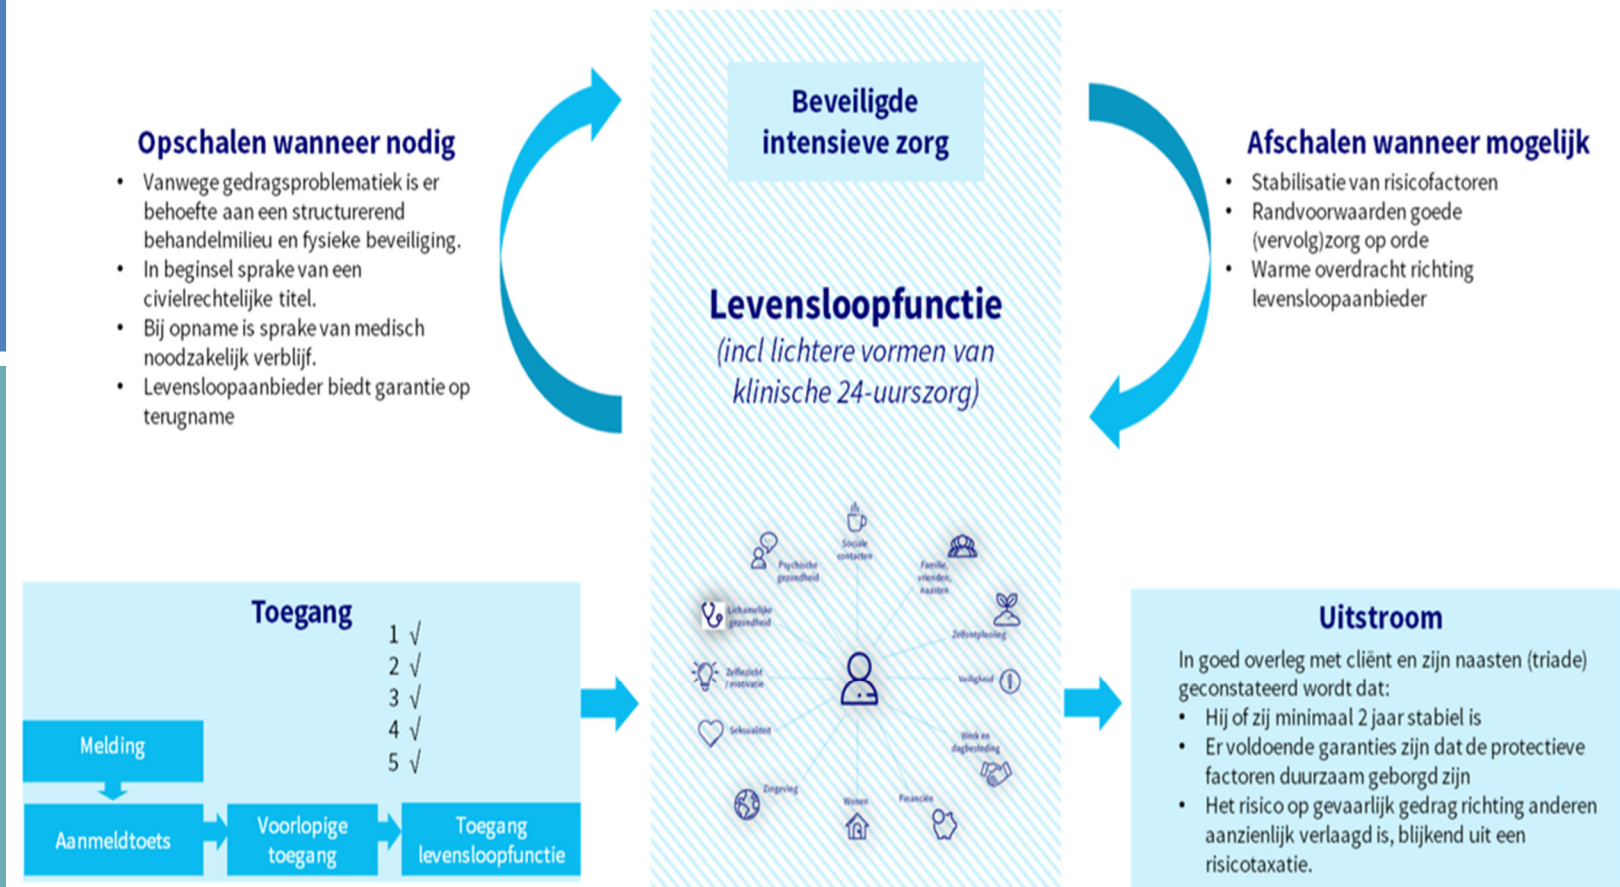 Opschalen wanneer nodig
• Vanwege gedragsproblematiek is er
behoefte aan een structurerend
behandelmilieu en fysieke beveiliging.
• In beginsel sprake van een
civielrechtelijke titel.
• Bij opname is sprake van medisch
noodzakelijk verblijf.
• Levensloopaanbieder biedt garantie op
terugname
Beveiligde
intensieve zorg
Levensloopfunctie
(incl lichtere vormen van
klinische 24-uurszorg)
Afschalen wanneer mogelijk
• Stabilisatie van risicofactoren
• Randvoorwaarden goede
(vervolg)zorg op orde
• Warme overdracht richting
levensloopaanbieder
Sociale
contacten
Familie,
vrienden,
naasten
Zelfontplooiing
Veiligheid
Werk en
dagbesteding
Financiën
Wonen
Zingeving
Seksualiteit
Zelfinzicht
/ motivatie
Lichamelijke
gezondheid
Psychische
gezondheid
Toegang
1 √
2 √
3 √
4 √
5 √
Melding
Aanmeldtoets
Voorlopige
toegang
Toegang
levensloopfunctie
Uitstroom
In goed overleg met cliënt en zijn naasten (triade)
geconstateerd wordt dat:
• Hij of zij minimaal 2 jaar stabiel is
• Er voldoende garanties zijn dat de protectieve
factoren duurzaam geborgd zijn
• Het risico op gevaarlijk gedrag richting anderen
aanzienlijk verlaagd is, blijkend uit een
risicotaxatie.